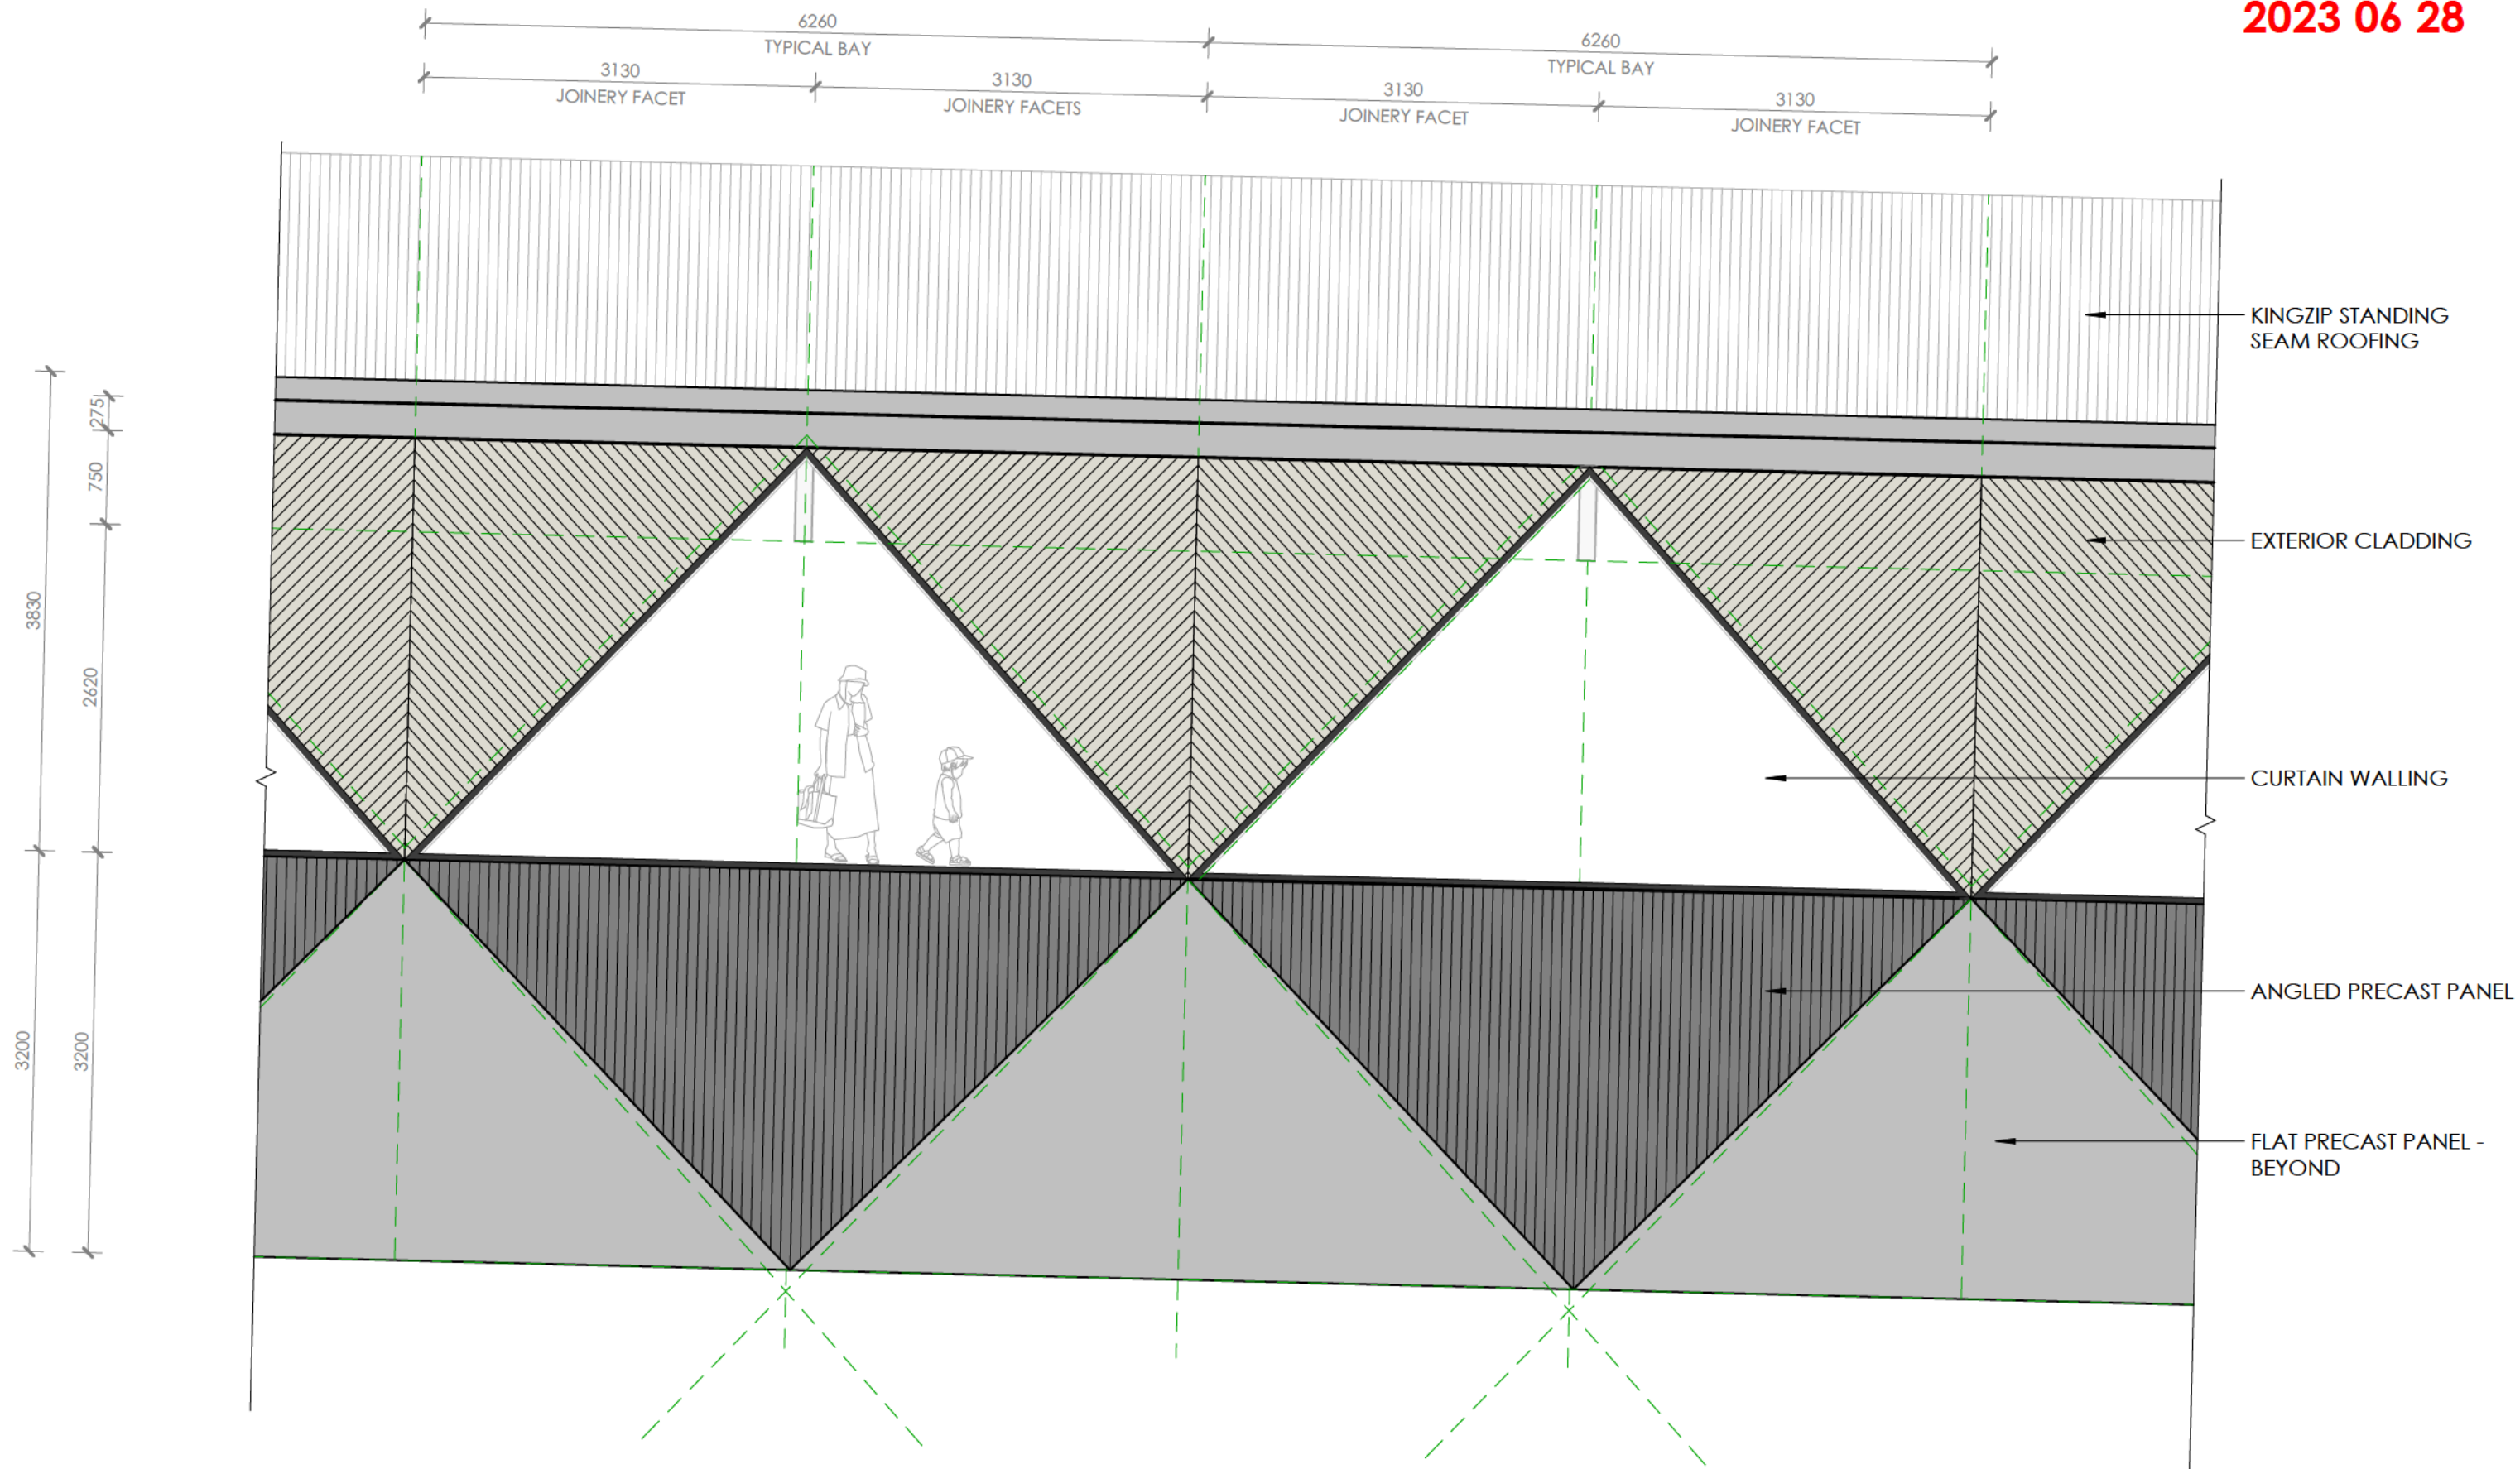 2023 06 28
6260
TYPICAL BAY
6260
TYPICAL BAY
3130
JOINERY FACET
3130
JOINERY FACETS
3130
JOINERY FACET
3130
JOINERY FACET
KINGZIP STANDING
SEAM ROOFING
275
750
EXTERIOR CLADDING
3830
2620
CURTAIN WALLING
ANGLED PRECAST PANEL
3200
3200
FLAT PRECAST PANEL -
BEYOND